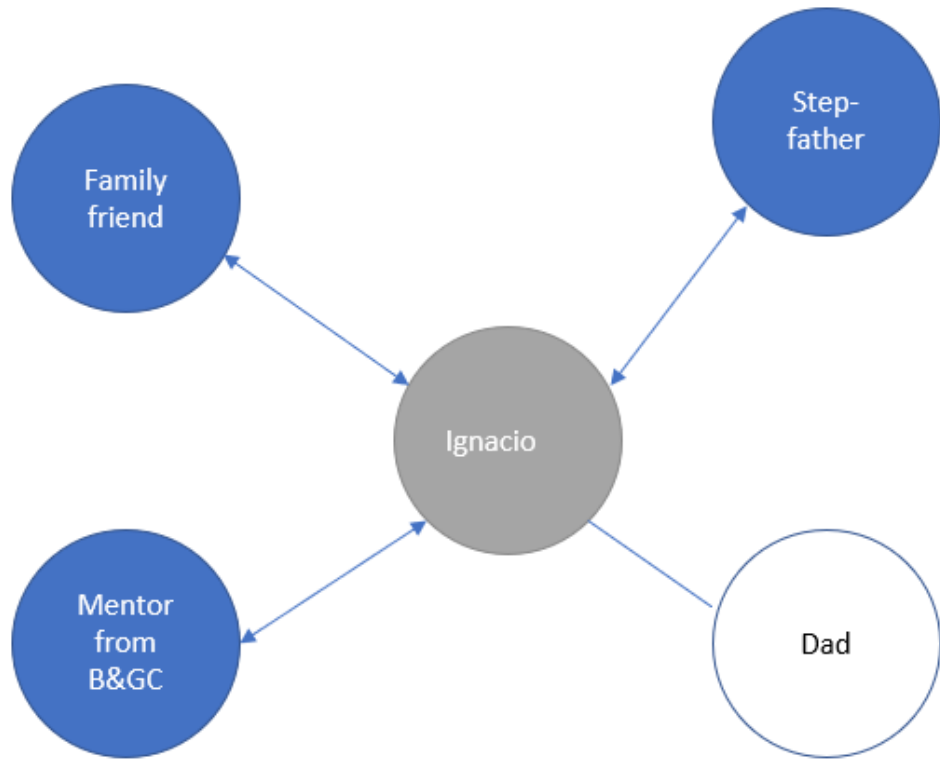 Step-
father
Family
friend
Ignacio
Mentor
from
B&GC
Dad